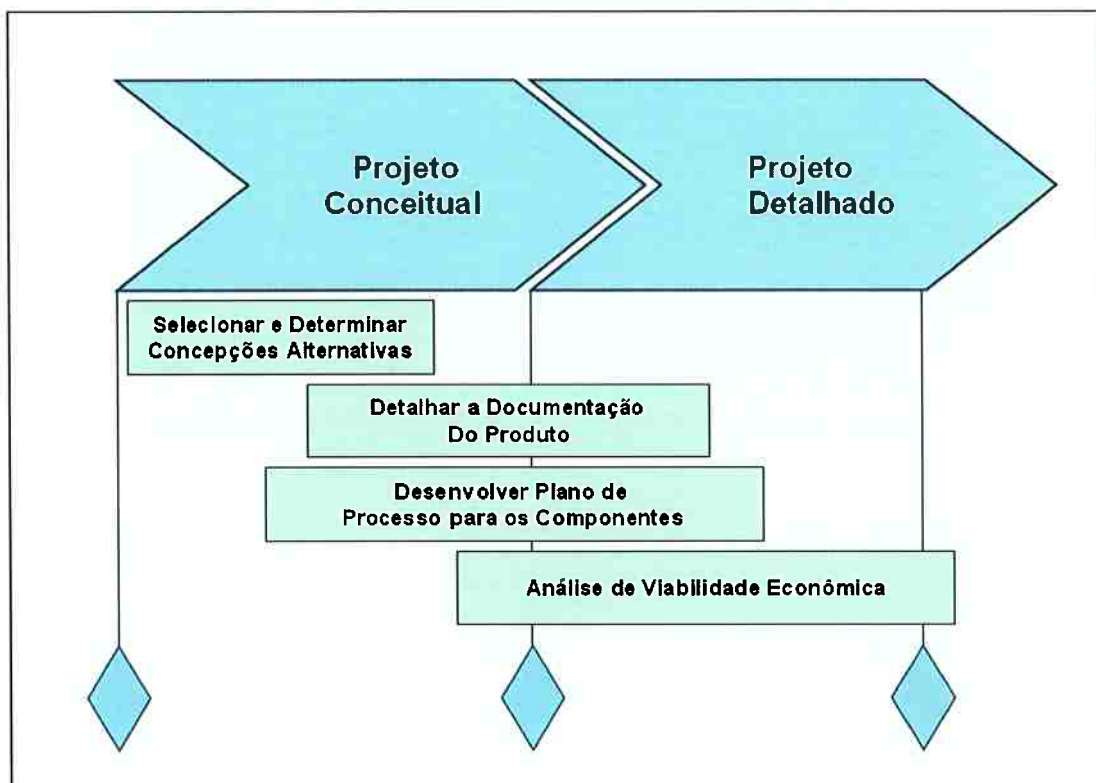 Projeto
Conceitual
Projeto
Detalhado
Selecionar e Determinar
Concepções Alternativas
Detalhar a Documentação
Do Produto
Desenvolver Plano de
Processo para os Componentes
Análise de Viabilidade Econômica